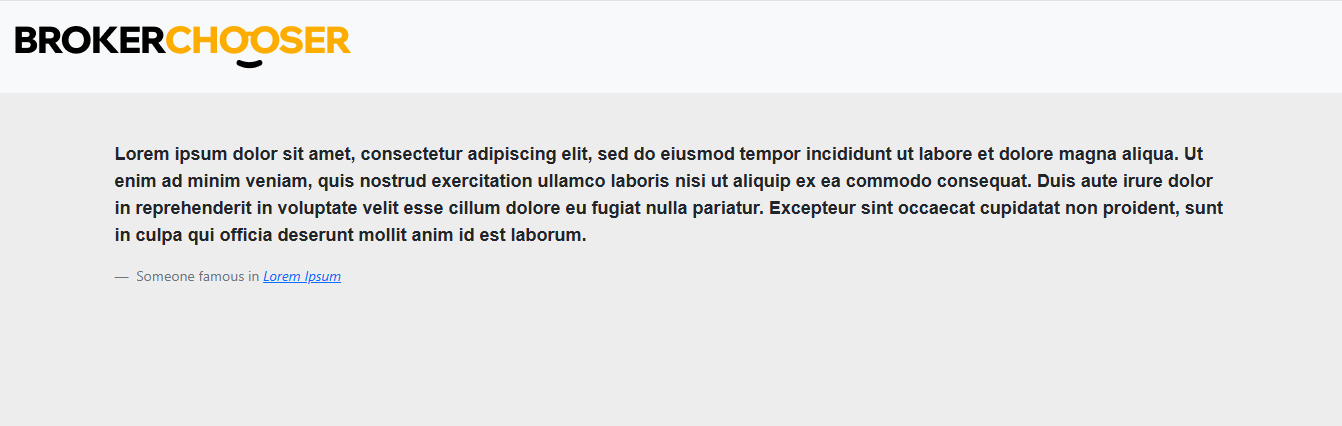 BROKERCHOOSER
Lorem ipsum dolor sit amet, consectetur adipiscing elit, sed do eiusmod tempor incididunt ut labore et dolore magna aliqua. Ut
enim ad minim veniam, quis nostrud exercitation ullamco laboris nisi ut aliquip ex ea commodo consequat. Duis aute irure dolor
in reprehenderit in voluptate velit esse cillum dolore eu fugiat nulla pariatur. Excepteur sint occaecat cupidatat non proident, sunt
in culpa qui officia deserunt mollit anim id est laborum.
— Someone famous in Lorem Ipsum